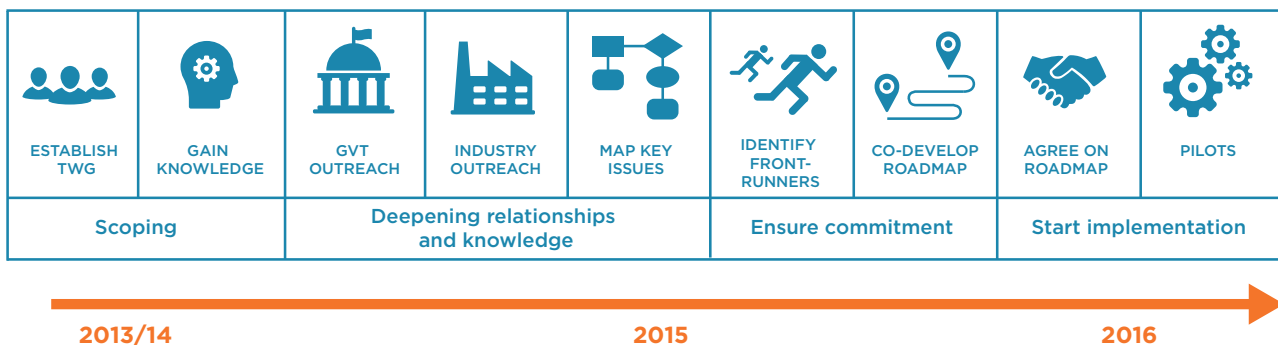 ESTABLISH
TWG
GAIN
KNOWLEDGE
GVT
OUTREACH
INDUSTRY
OUTREACH
MAP KEY
ISSUES
IDENTIFY
FRONT-
RUNNERS
CO-DEVELOP
ROADMAP
AGREE ON
ROADMAP
PILOTS
Scoping
Deepening relationships
and knowledge
Ensure commitment
Start implementation
2013/14
2015
2016